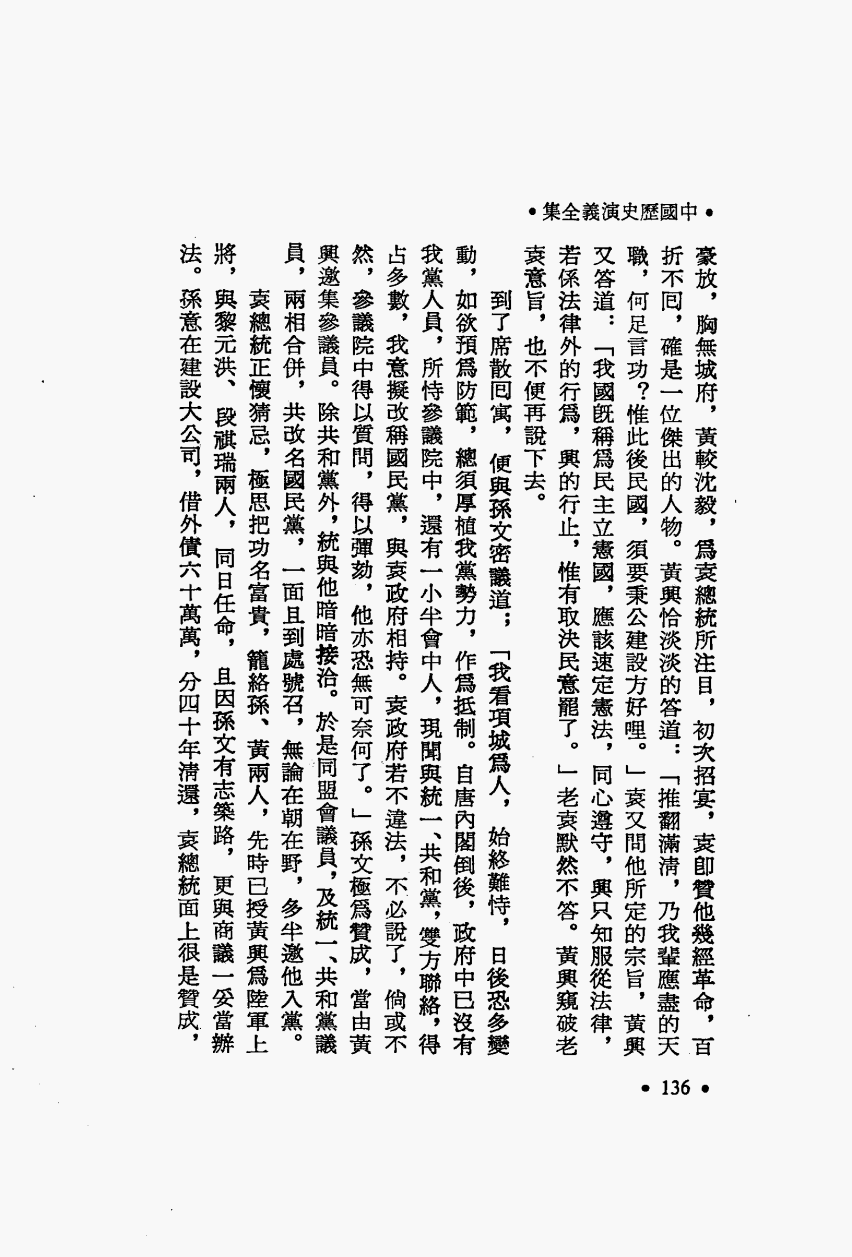 •中國歷史演義全集•
豪放，胸無城府，黃較沈毅，爲袁總統所注目，初次招宴，袁卽贊他幾經革命，百
折不囘，確是一位傑出的人物。黃興恰淡淡的答道：「推翻滿淸，乃我輩應盡的天
職，何足言功？惟此後民國，須要秉公建設方好哩。」袁又問他所定的宗旨，黃興
又答道：「我國旣稱爲民主立憲國，應該速定憲法，同心遵守，興只知服從法律，
若係法律外的行爲，興的行止，惟有取決民意罷了。」老袁默然不答。黃興窺破老
袁意旨，也不便再說下去。
到了席散囘寓，便與孫文密議道；「我看項城爲人，始終難恃，日後恐多變
動，如欲預爲防範，總須厚植我黨勢力，作爲抵制。自唐內閣倒後，政府中已沒有
我黨人員，所恃參議院中，還有一小半會中人，現聞與統一、共和黨，雙方聯絡，得
占多數，我意擬改稱國民黨，與袁政府相持。袁政府若不違法，不必說了，倘或不
然，參議院中得以質問，得以彈劾，他亦恐無可奈何了。」孫文極爲贊成，當由黃
興邀集參議員。除共和黨外，統與他暗暗接洽。於是同盟會議員，及統一、共和黨議
員，兩相合併，共改名國民黨，一面且到處號召，無論在朝在野，多半邀他入黨。
袁總統正懷猜忌，極思把功名富貴，籠絡孫、黃兩人，先時已授黃興爲陸軍上
將，與黎元洪、段祺瑞兩人，同日任命，且因孫文有志築路，更與商議一妥當辦
法。孫意在建設大公司，借外債六十萬萬，分四十年淸還，袁總統面上很是贊成，
•136•